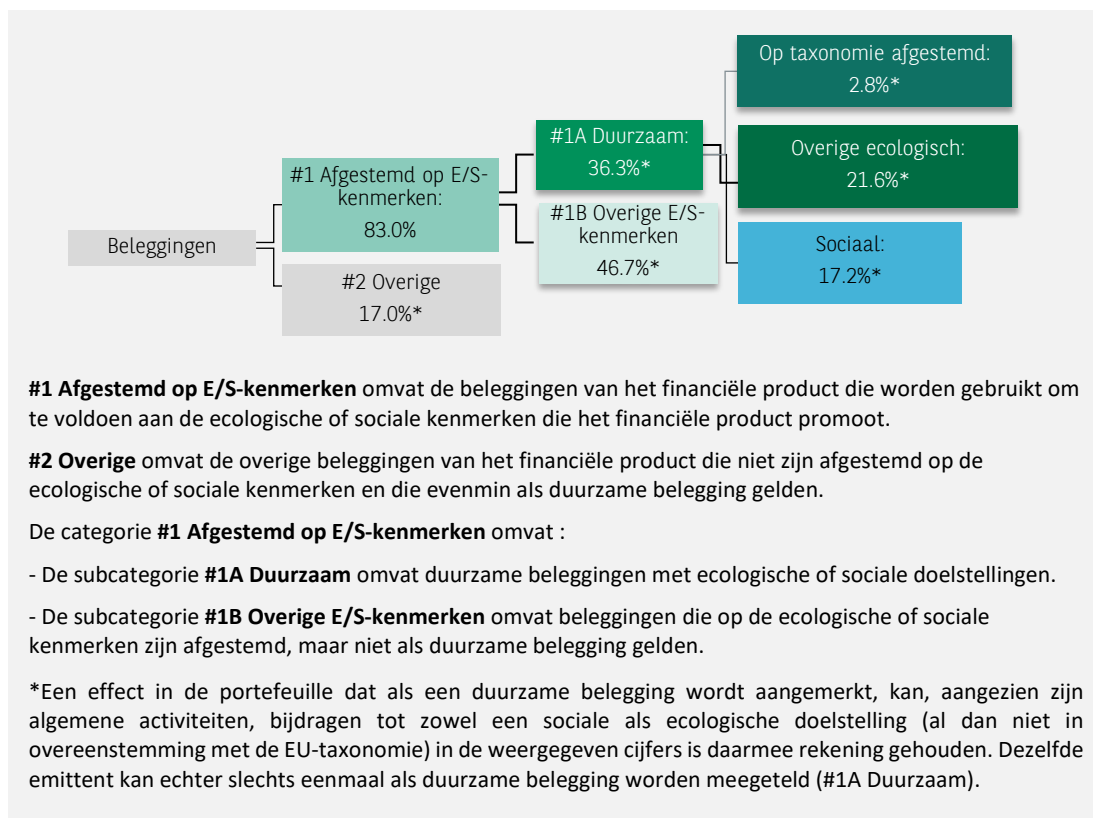 Op taxonomie afgestemd:
2.8%*
#1A Duurzaam:
36.3%*
Overige ecologisch:
21.6%*
#1 Afgestemd op E/S-
kenmerken:
83.0%
#1B Overige E/S-
kenmerken
46.7%*
Beleggingen
Sociaal:
17.2%*
#2 Overige
17.0%*
#1 Afgestemd op E/S-kenmerken omvat de beleggingen van het financiële product die worden gebruikt om
te voldoen aan de ecologische of sociale kenmerken die het financiële product promoot.
#2 Overige omvat de overige beleggingen van het financiële product die niet zijn afgestemd op de
ecologische of sociale kenmerken en die evenmin als duurzame belegging gelden.
De categorie #1 Afgestemd op E/S-kenmerken omvat :
- De subcategorie #1A Duurzaam omvat duurzame beleggingen met ecologische of sociale doelstellingen.
- De subcategorie #1B Overige E/S-kenmerken omvat beleggingen die op de ecologische of sociale
kenmerken zijn afgestemd, maar niet als duurzame belegging gelden.
*Een effect in de portefeuille dat als een duurzame belegging wordt aangemerkt, kan, aangezien zijn
algemene activiteiten, bijdragen tot zowel een sociale als ecologische doelstelling (al dan niet in
overeenstemming met de EU-taxonomie) in de weergegeven cijfers is daarmee rekening gehouden. Dezelfde
emittent kan echter slechts eenmaal als duurzame belegging worden meegeteld (#1A Duurzaam).